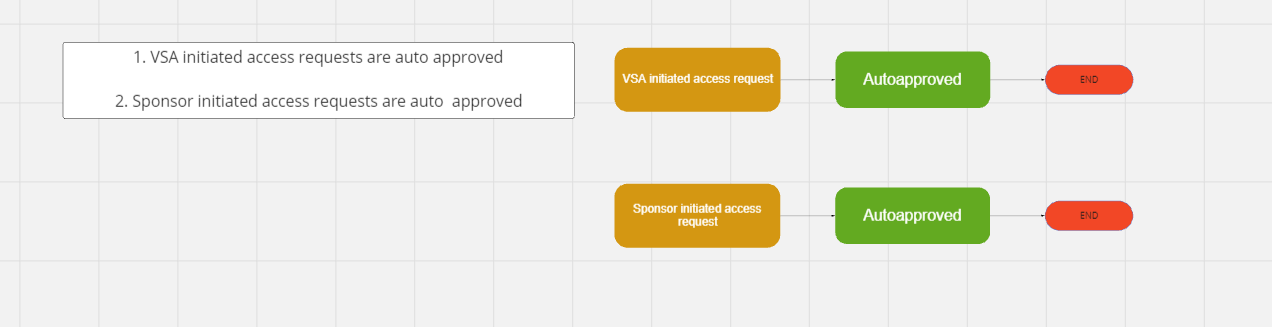 1. VSA initiated access requests are auto approved
2. Sponsor initiated access requests are auto  approved
VSA initiated access request
Autoapproved
END
Sponsor initiated access
request
Autoapproved
END